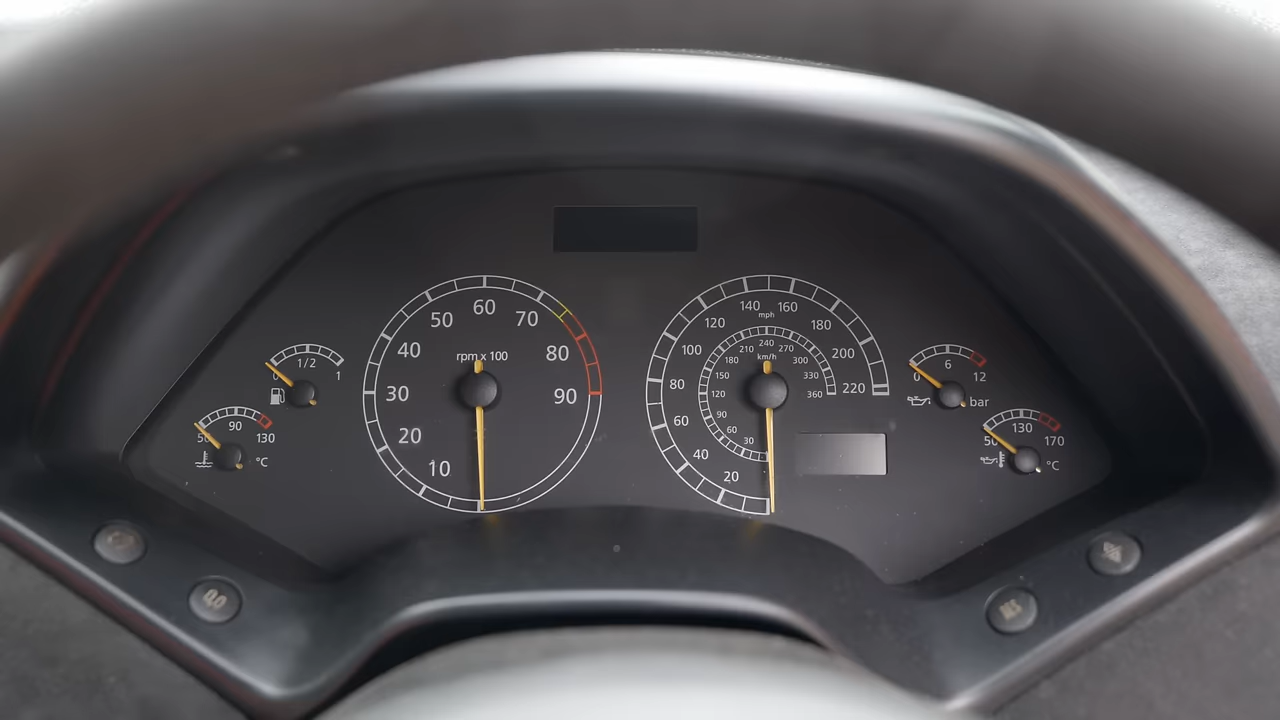 0 1/2 1
50 90 130
°C
10 20 30 40 50 60 70 80 90
rpm x 100
20 40 60 80 100 120 140 160 180 200 220
mph
30 60 90 120 150 180 210 240 270 300 330 360
km/h
0 6 12
bar
50 130 170
°C